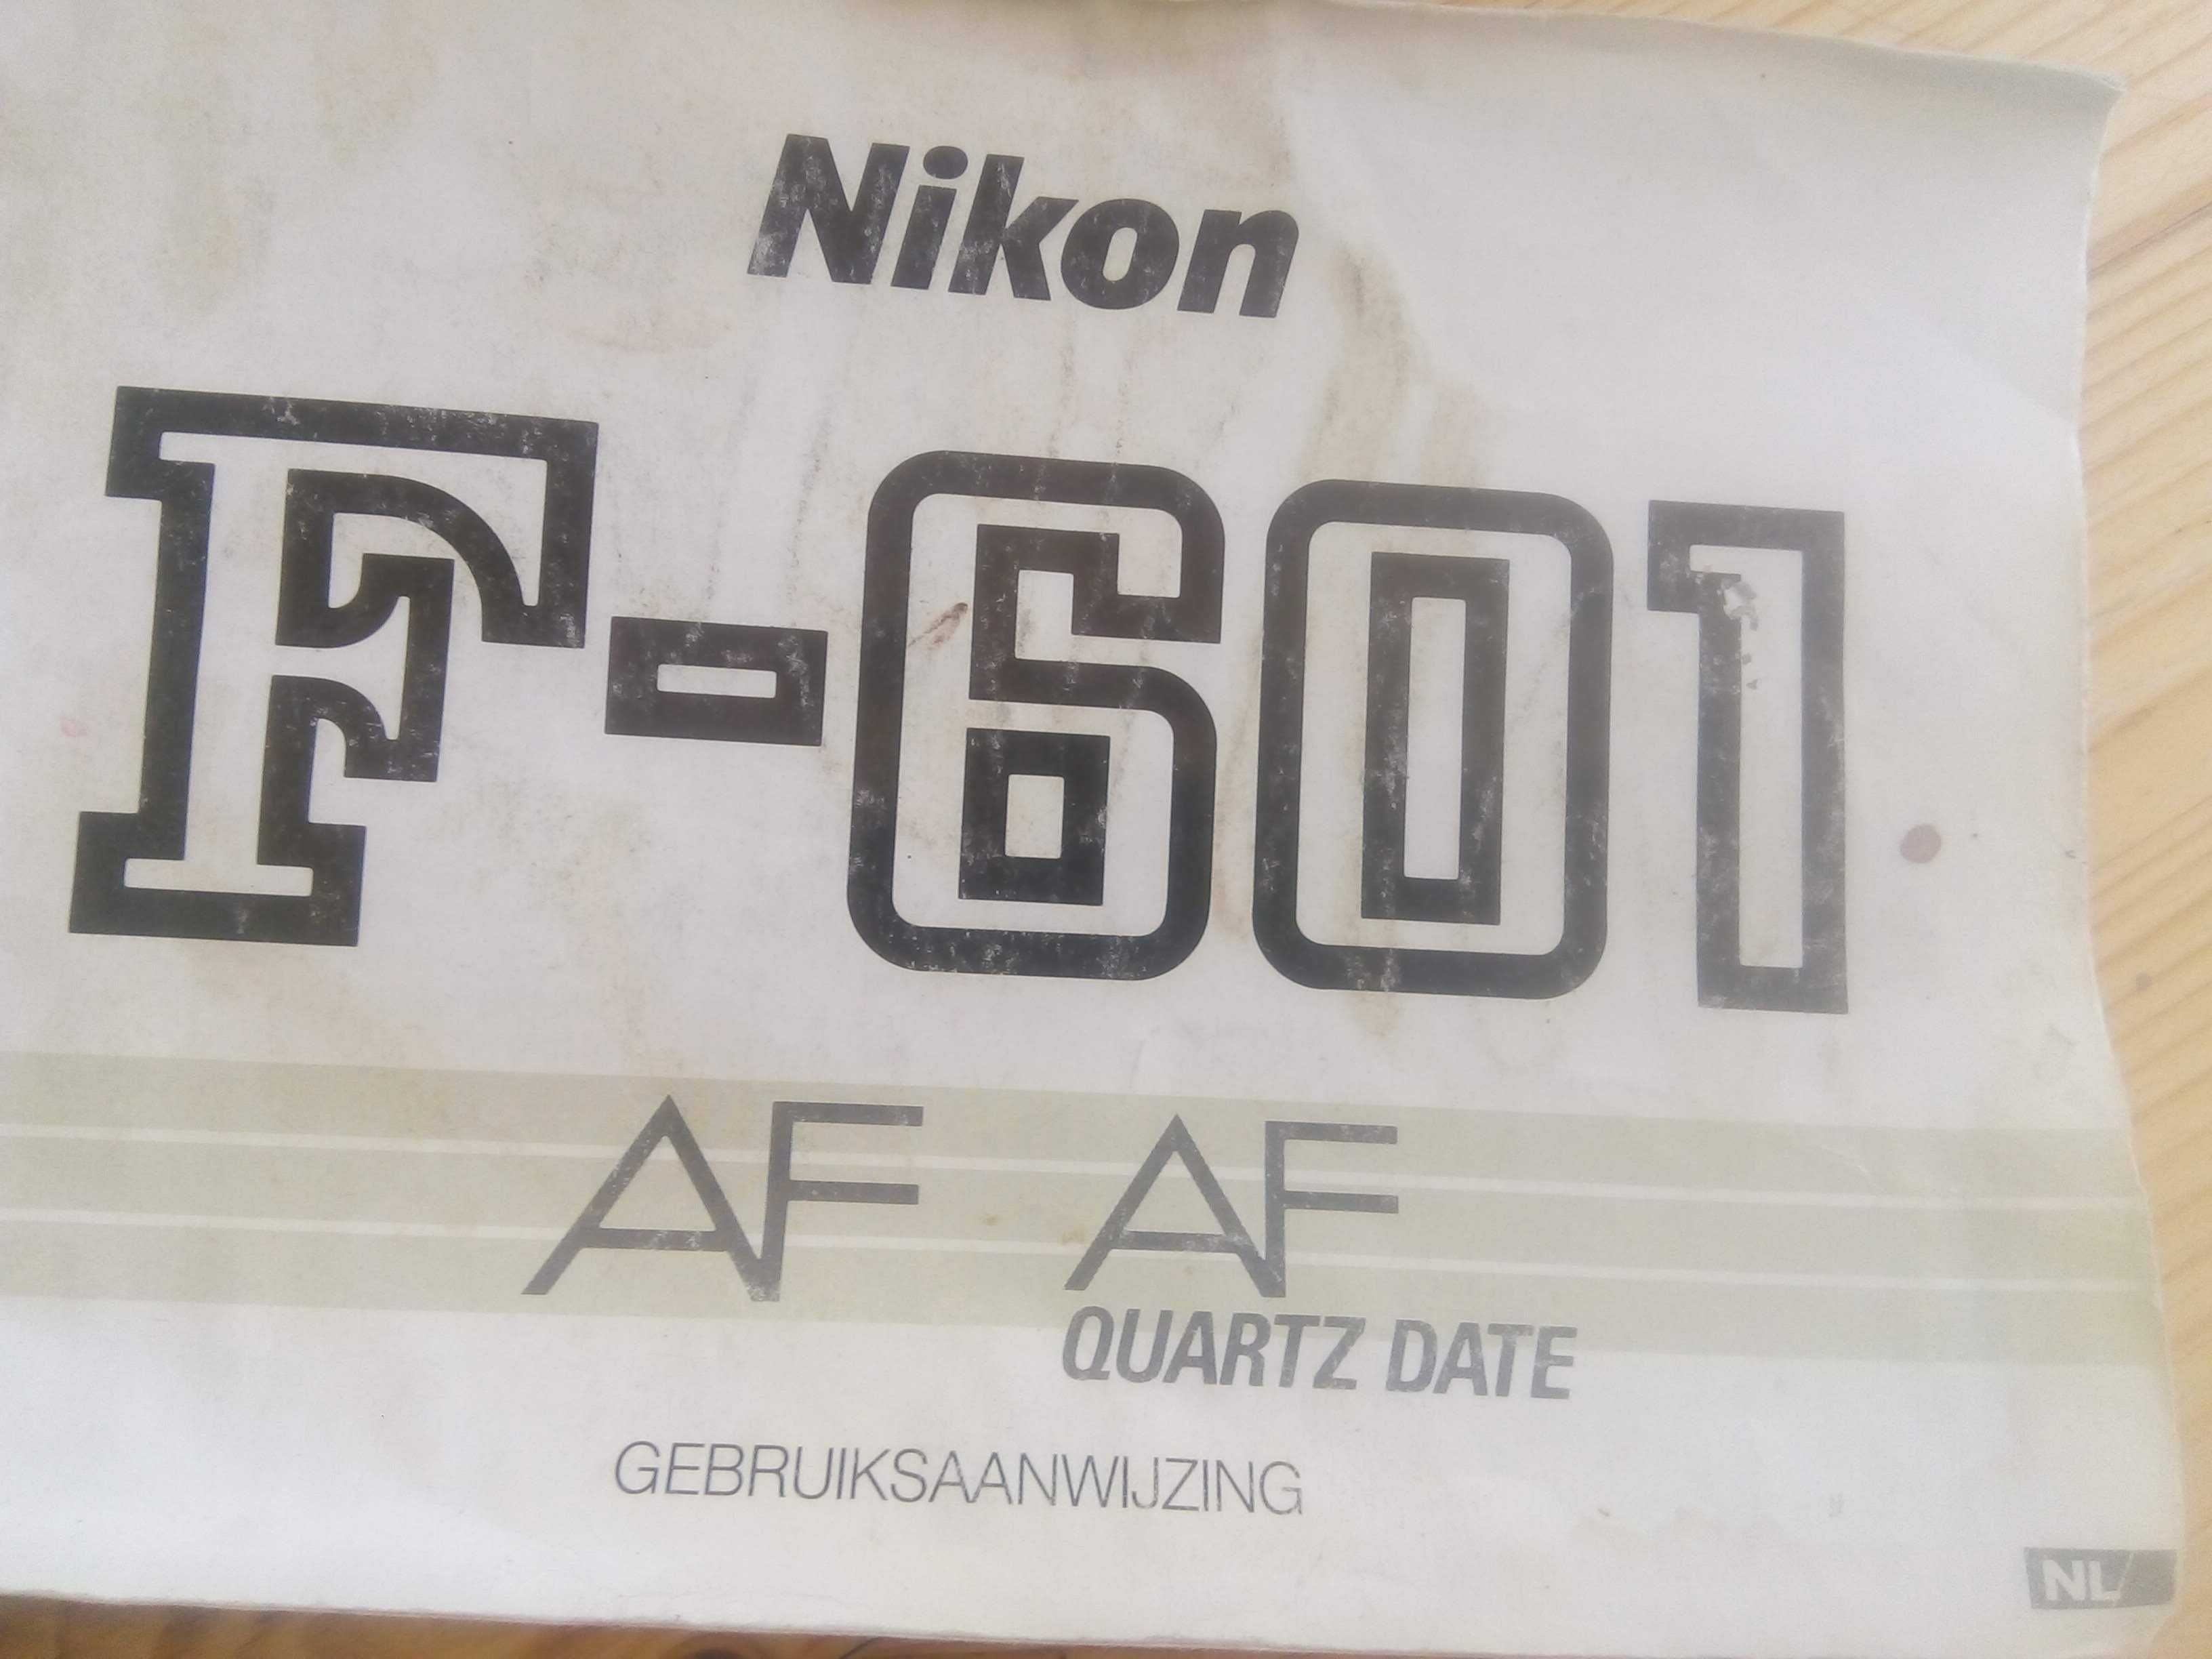 Nikon
F-601
AF AF
QUARTZ DATE
GEBRUIKSAANWIJZING
NL